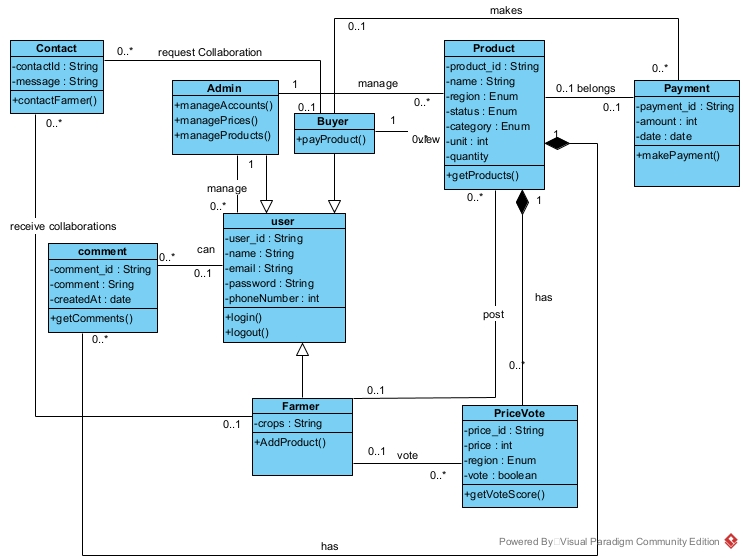 makes
0..1
Contact
-contactId : String
-message : String
+contactFarmer()
0..*
request Collaboration
0..*
Product
-product_id : String
-name : String
-region : Enum
-status : Enum
-category : Enum
-unit : int
-quantity
+getProducts()
0..*
Admin
+manageAccounts()
+managePrices()
+manageProducts()
1
manage
0..*
0..1
Buyer
+payProduct()
1
view
0..*
0..1 belongs
0..1
Payment
-payment_id : String
-amount : int
-date : date
+makePayment()
1
1
manage
0..*
0..*
1
receive collaborations
user
-user_id : String
-name : String
-email : String
-password : String
-phoneNumber : int
+login()
+logout()
comment
-comment_id : String
-comment : Sring
-createdAt : date
+getComments()
0..*
can
0..1
has
post
0..*
0..*
0..1
Farmer
-crops : String
+AddProduct()
0..1
PriceVote
-price_id : String
-price : int
-region : Enum
-vote : boolean
+getVoteScore()
0..1
vote
0..*
has
Powered By Visual Paradigm Community Edition